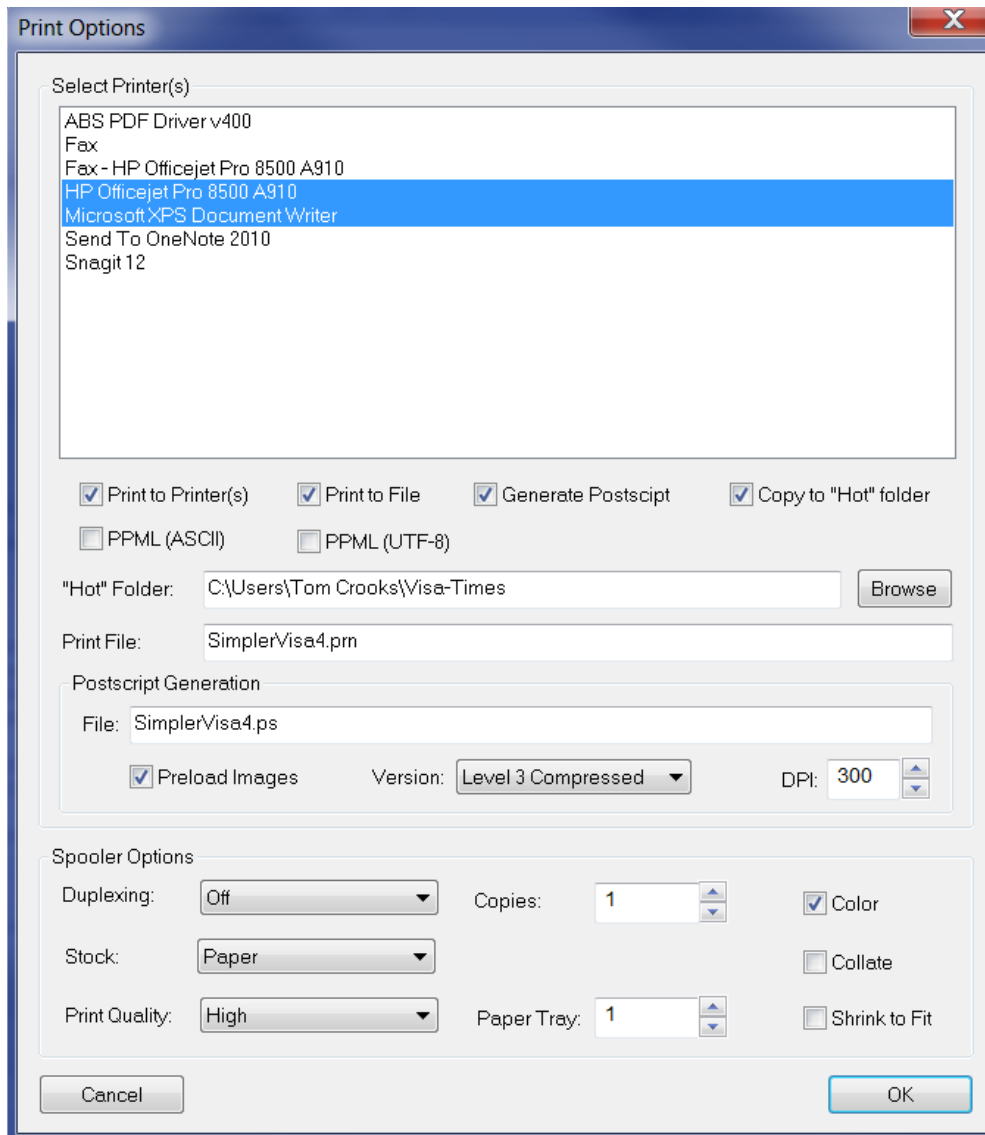 Print Options
X
Select Printer(s)
ABS PDF Driver v400
Fax
Fax - HP Officejet Pro 8500 A910
HP Officejet Pro 8500 A910
Microsoft XPS Document Writer
Send To OneNote 2010
Snagit 12
Print to Printer(s) Print to File Generate Postscipt Copy to "Hot" folder
PPML (ASCII) PPML (UTF-8)
"Hot" Folder: C:\Users\Tom Crooks\Visa-Times Browse
Print File: SimplerVisa4.prn
Postscript Generation
File: SimplerVisa4.ps
Preload Images Version: Level 3 Compressed DPI: 300
Spooler Options
Duplexing: Off Copies: 1 Color
Stock: Paper Collate
Print Quality: High Paper Tray: 1 Shrink to Fit
Cancel OK